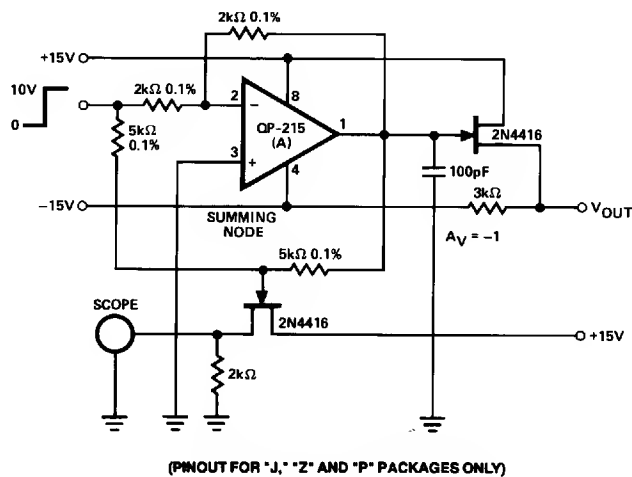 2kΩ 0.1%
+15V
10V
0
2kΩ 0.1%
5kΩ
0.1%
2
−
8
OP-215
(A)
1
3
+
4
2N4416
100pF
3kΩ
−15V
VOUT
SUMMING
NODE
AV = −1
5kΩ 0.1%
SCOPE
2N4416
+15V
2kΩ
(PINOUT FOR "J," "Z" AND "P" PACKAGES ONLY)